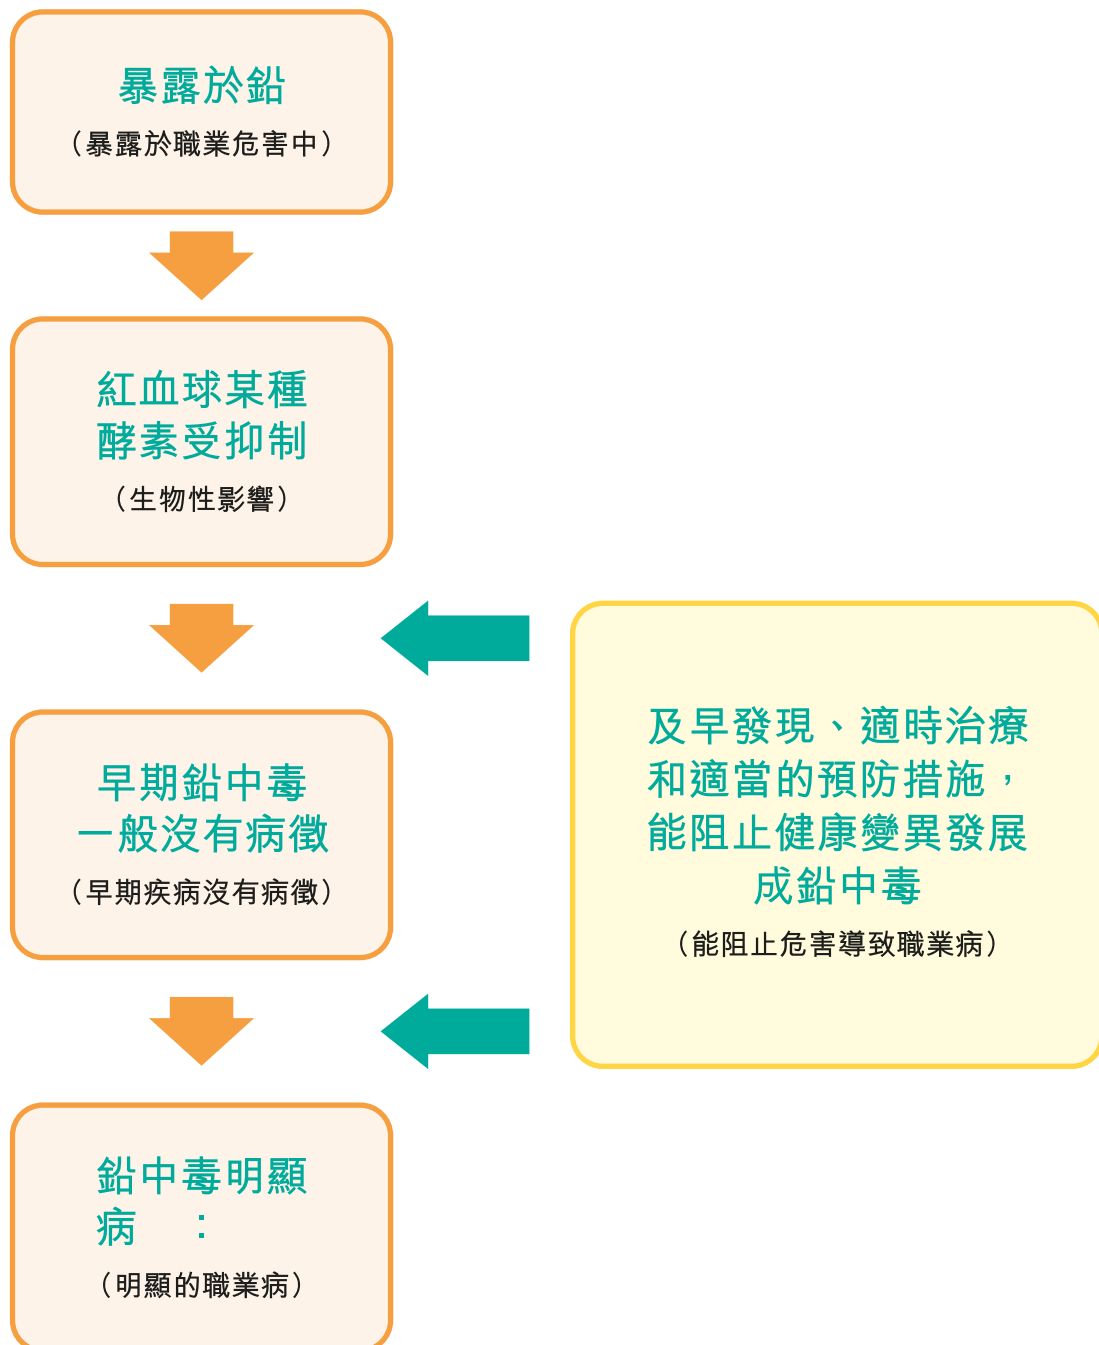 暴露於鉛
（暴露於職業危害中）
紅血球某種
酵素受抑制
（生物性影響）
早期鉛中毒
一般沒有病徵
（早期疾病沒有病徵）
及早發現、適時治療
和適當的預防措施，
能阻止健康變異發展
成鉛中毒
（能阻止危害導致職業病）
鉛中毒明顯
病　：
（明顯的職業病）